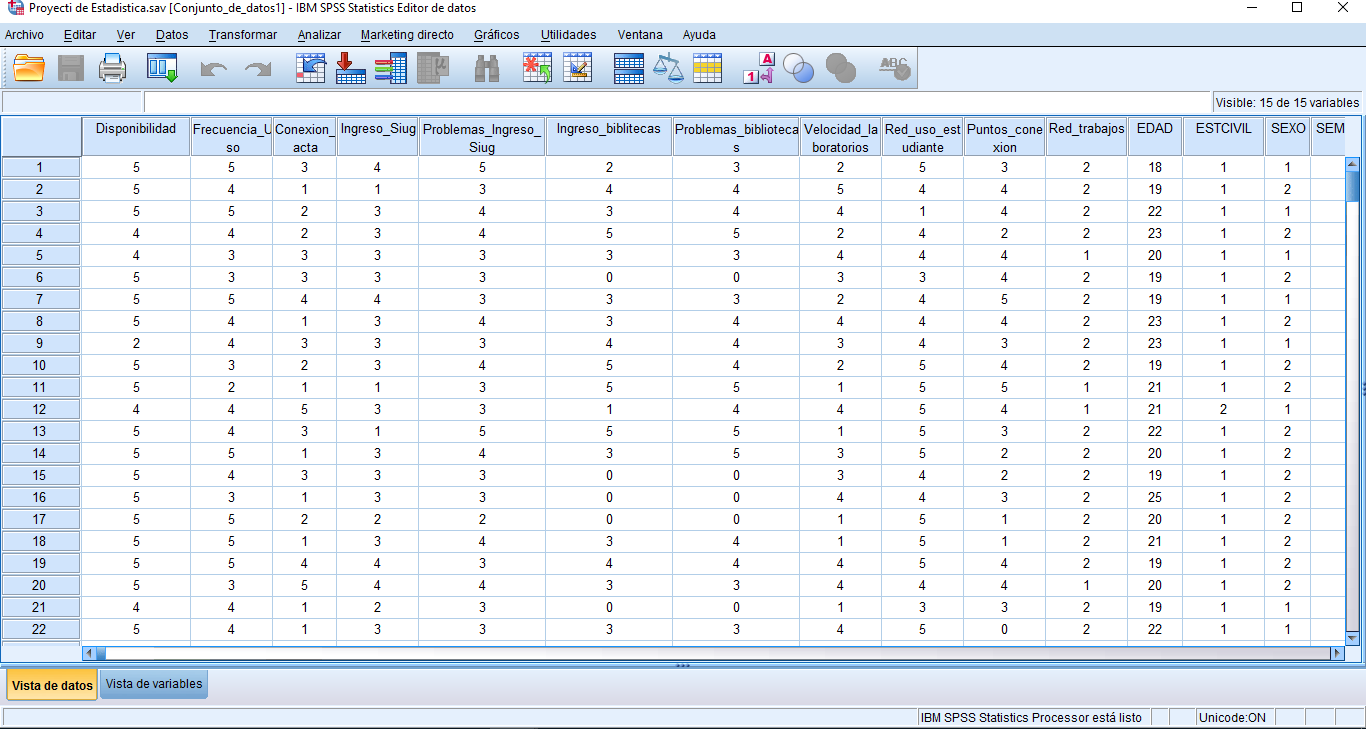 Proyecti de Estadistica.sav [Conjunto_de_datos1] - IBM SPSS Statistics Editor de datos
Archivo Editar Ver Datos Transformar Analizar Marketing directo Gráficos Utilidades Ventana Ayuda
Visible: 15 de 15 variables
Disponibilidad Frecuencia_U Conexion_ Ingreso_Siug Problemas_Ingreso_ Ingreso_biblitecas Problemas_biblioteca Velocidad_la Red_uso_est Puntos_cone Red_trabajos EDAD ESTCIVIL SEXO SEM
so acta Siug s boratorios udiante xion
1 5 5 3 4 5 2 3 2 5 3 2 18 1 1
2 5 4 1 1 3 4 4 5 4 4 2 19 1 2
3 5 5 2 3 4 3 4 4 1 4 2 22 1 1
4 4 4 2 3 4 5 5 2 4 2 2 23 1 2
5 4 3 3 3 3 3 3 4 4 4 1 20 1 1
6 5 3 3 3 3 0 0 3 3 4 2 19 1 2
7 5 5 4 4 3 3 3 2 4 5 2 19 1 1
8 5 4 1 3 4 3 4 4 4 4 2 23 1 2
9 2 4 3 3 3 4 4 3 4 3 2 23 1 1
10 5 3 2 3 4 5 4 2 5 4 2 19 1 2
11 5 2 1 1 3 5 5 1 5 5 1 21 1 2
12 4 4 5 3 3 1 4 4 5 4 1 21 2 1
13 5 4 3 1 5 5 5 1 5 3 2 22 1 2
14 5 5 1 3 4 3 5 3 5 2 2 20 1 2
15 5 4 3 3 3 0 0 3 4 2 2 19 1 2
16 5 3 1 3 3 0 0 4 4 3 2 25 1 2
17 5 5 2 2 2 0 0 1 5 1 2 20 1 2
18 5 5 1 3 4 3 4 1 5 1 2 21 1 2
19 5 5 4 4 3 4 4 4 5 4 2 19 1 2
20 5 3 5 4 4 3 3 4 4 4 1 20 1 2
21 4 4 1 2 3 0 0 1 3 3 2 19 1 1
22 5 4 1 3 3 3 3 4 5 0 2 22 1 1
Vista de datos Vista de variables
IBM SPSS Statistics Processor está listo Unicode:ON